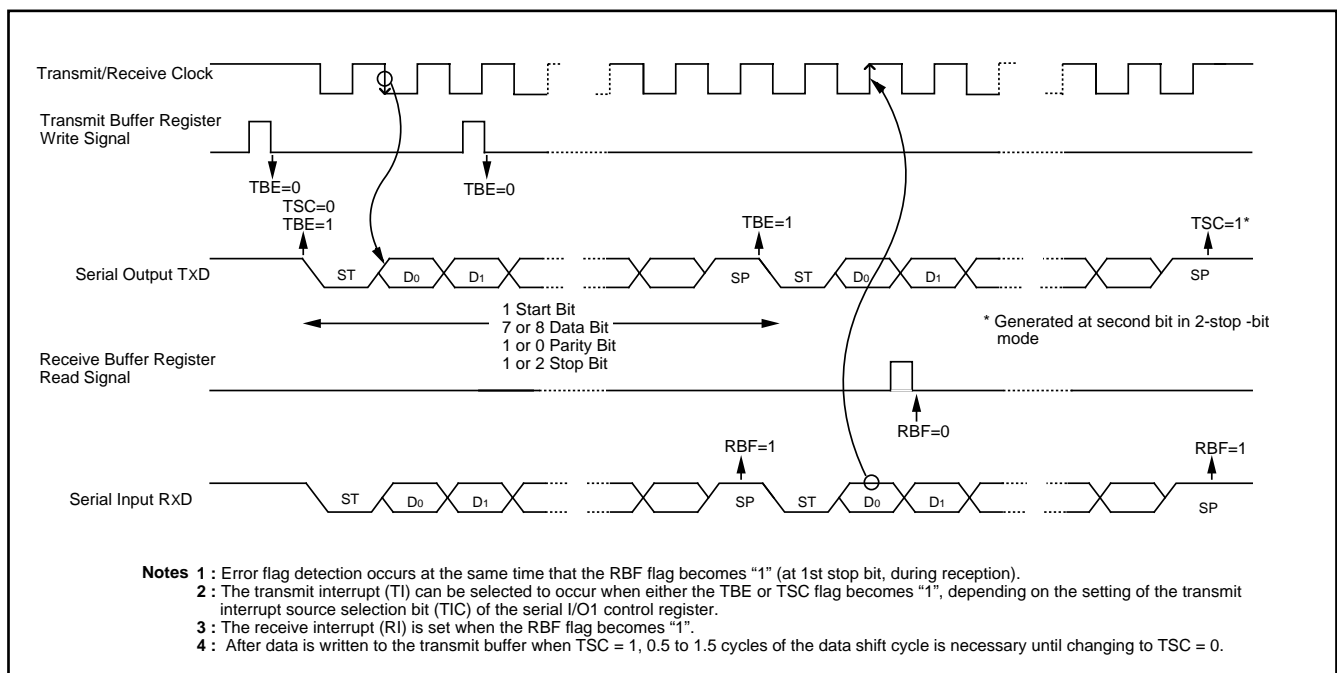 Transmit/Receive Clock
Transmit Buffer Register
Write Signal
TBE=0
TBE=0
TSC=0
TBE=1
TBE=1
TSC=1*
Serial Output TXD
ST
D0
D1
SP
ST
D0
D1
SP
1 Start Bit
7 or 8 Data Bit
1 or 0 Parity Bit
1 or 2 Stop Bit
* Generated at second bit in 2-stop -bit
mode
Receive Buffer Register
Read Signal
RBF=0
RBF=1
RBF=1
Serial Input RXD
ST
D0
D1
SP
ST
D0
D1
SP
Notes 1 : Error flag detection occurs at the same time that the RBF flag becomes “1” (at 1st stop bit, during reception).
2 : The transmit interrupt (TI) can be selected to occur when either the TBE or TSC flag becomes “1”, depending on the setting of the transmit
interrupt source selection bit (TIC) of the serial I/O1 control register.
3 : The receive interrupt (RI) is set when the RBF flag becomes “1”.
4 : After data is written to the transmit buffer when TSC = 1, 0.5 to 1.5 cycles of the data shift cycle is necessary until changing to TSC = 0.